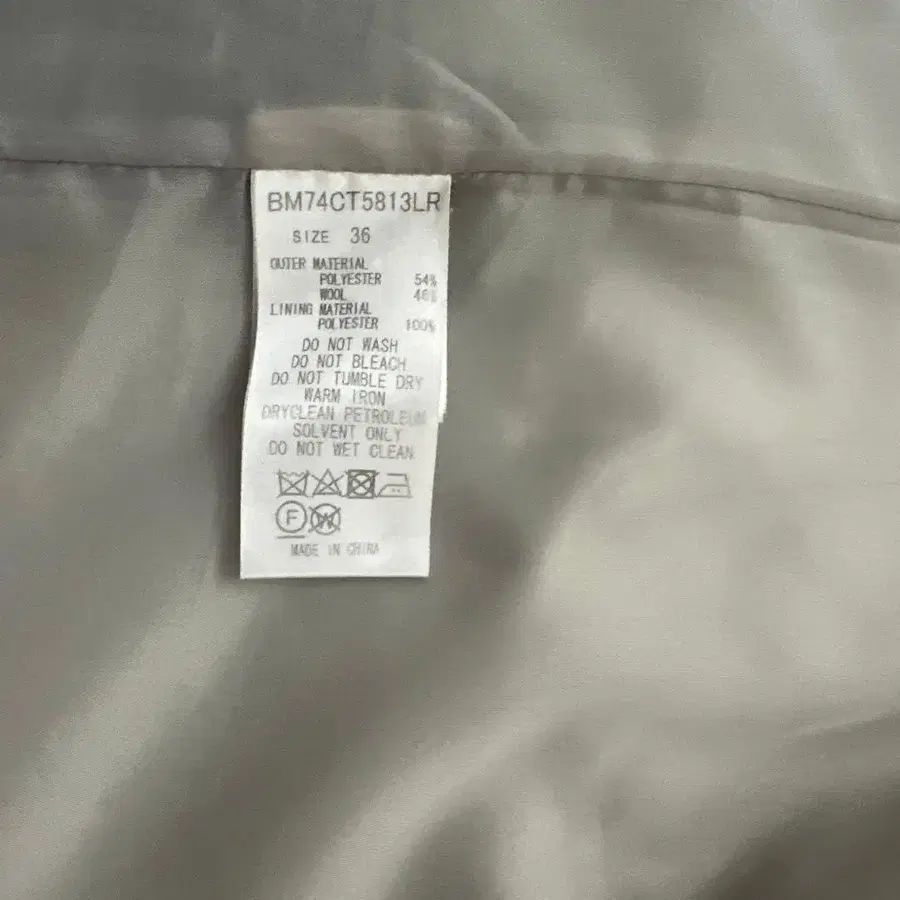 BM74CT5813LR
SIZE 36
OUTER MATERIAL
POLYESTER 54%
WOOL 46%
LINING MATERIAL
POLYESTER 100%
DO NOT WASH
DO NOT BLEACH
DO NOT TUMBLE DRY
WARM IRON
DRYCLEAN PETROLEUM
SOLVENT ONLY
DO NOT WET CLEAN
F W
MADE IN CHINA